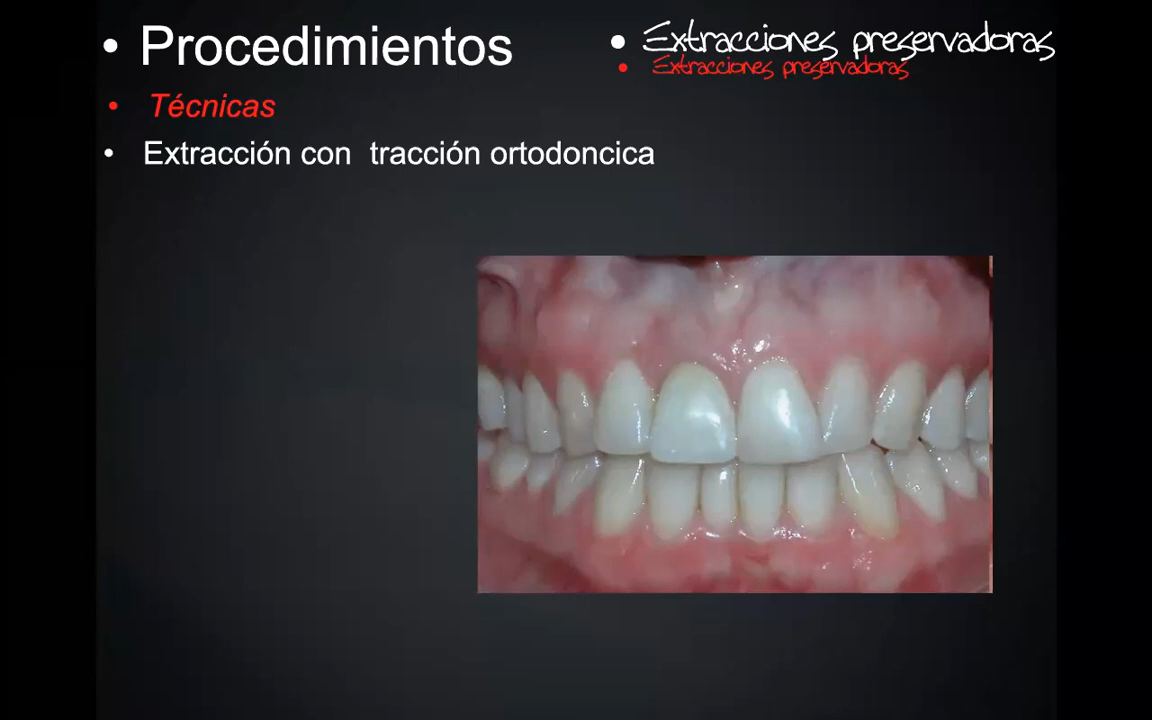 • Procedimientos
• Extracciones preservadoras
• Extracciones preservadoras
• Técnicas
• Extracción con tracción ortodoncica